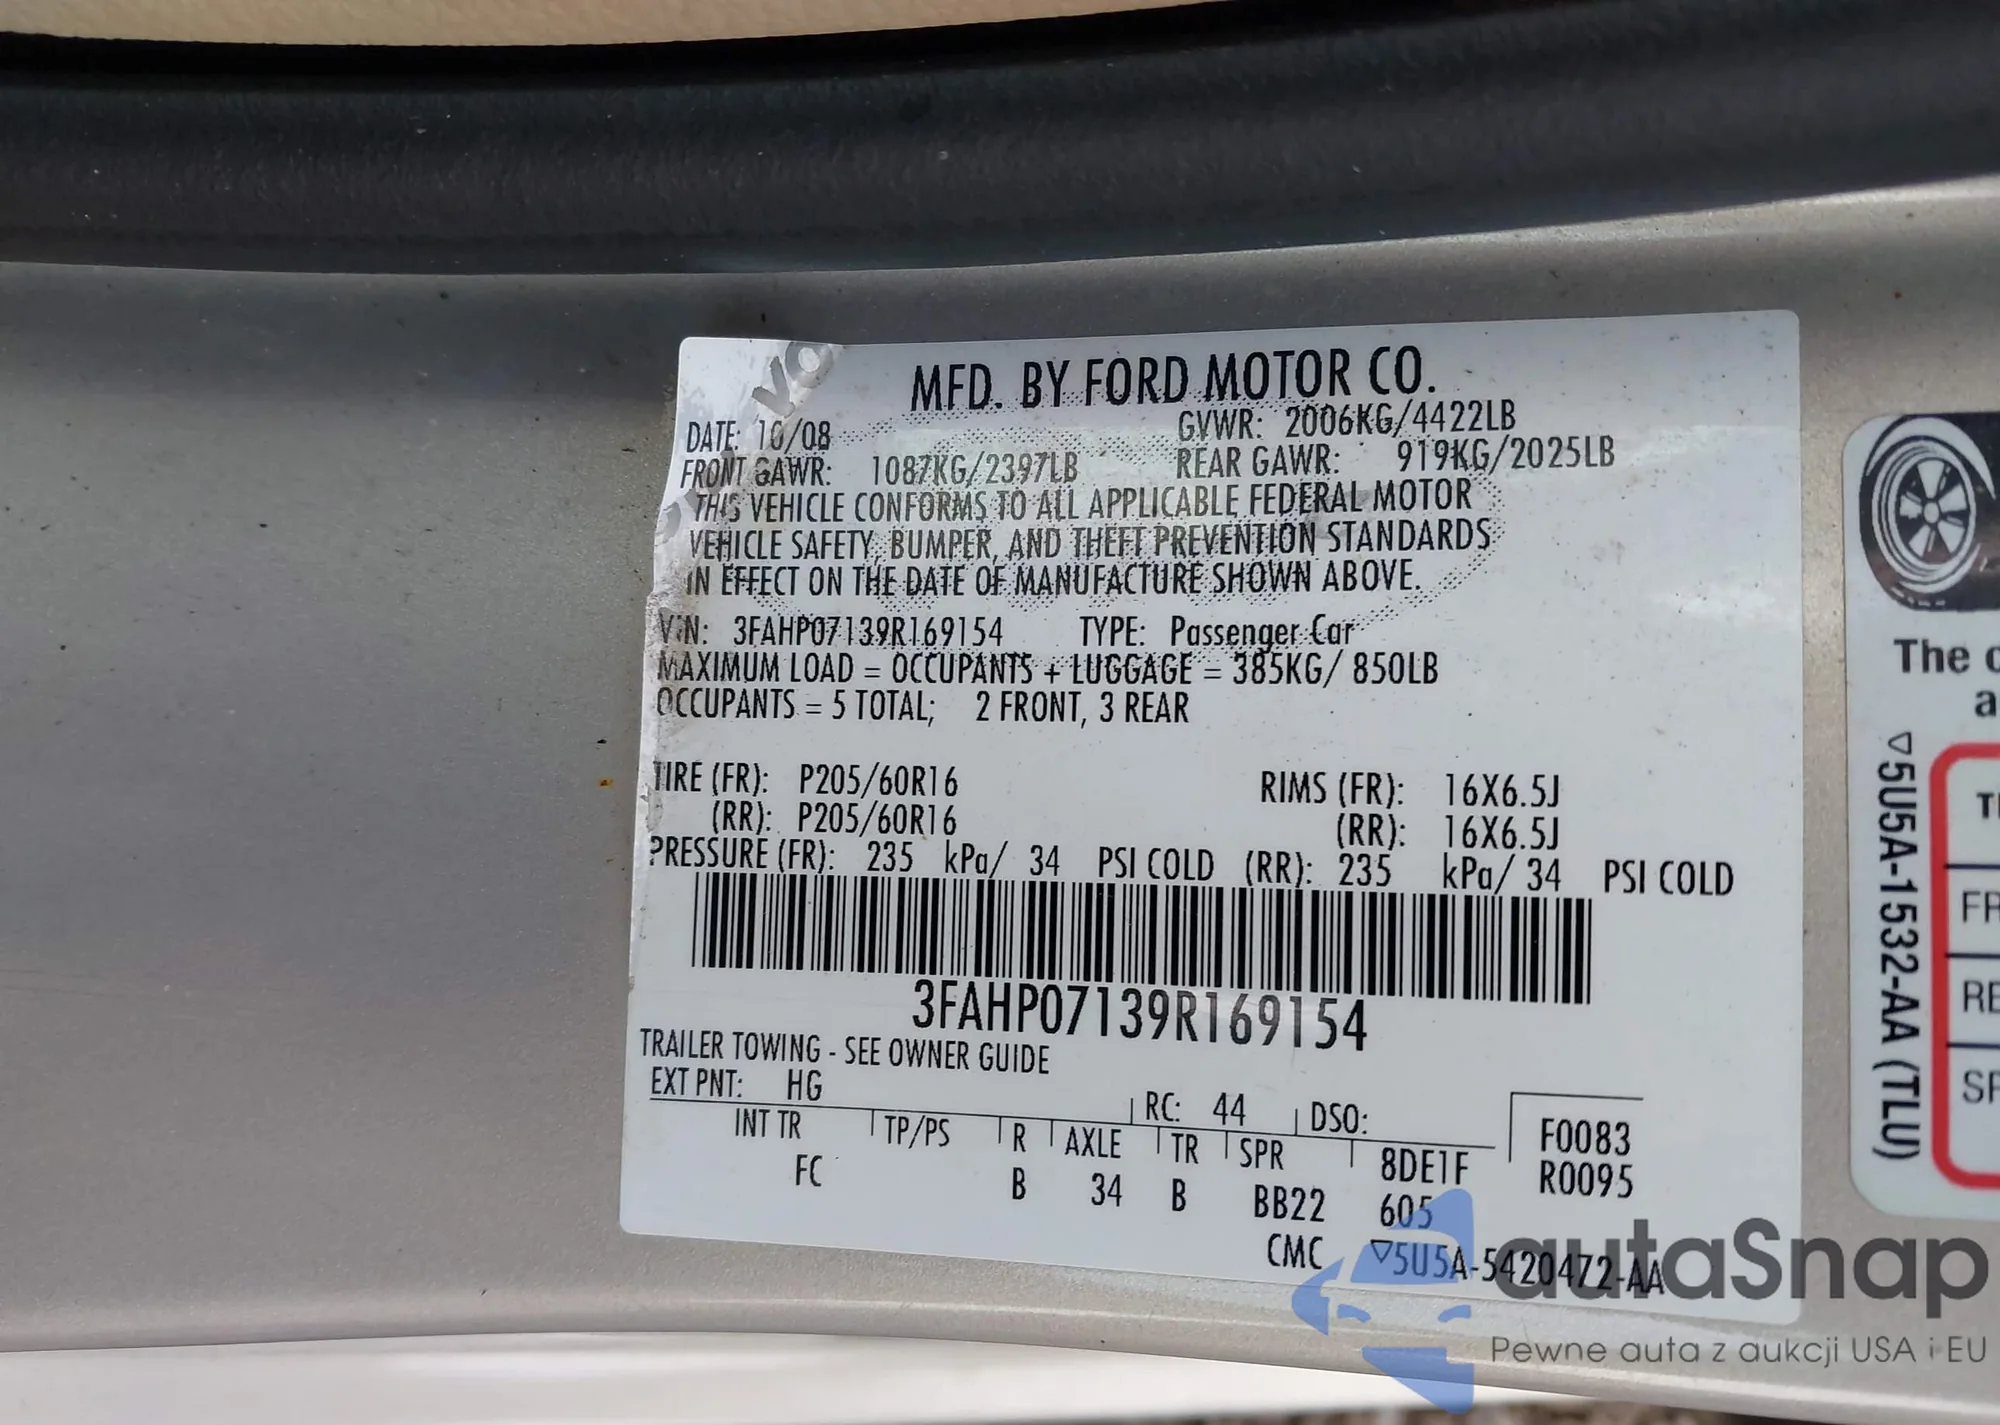 MFD. BY FORD MOTOR CO.
DATE: 10/08 GVWR: 2006KG/4422LB
FRONT GAWR: 1087KG/2397LB REAR GAWR: 919KG/2025LB
THIS VEHICLE CONFORMS TO ALL APPLICABLE FEDERAL MOTOR
VEHICLE SAFETY, BUMPER, AND THEFT PREVENTION STANDARDS
IN EFFECT ON THE DATE OF MANUFACTURE SHOWN ABOVE.
VIN: 3FAHP07139R169154 TYPE: Passenger Car
MAXIMUM LOAD = OCCUPANTS + LUGGAGE = 385KG/ 850LB
OCCUPANTS = 5 TOTAL; 2 FRONT, 3 REAR
TIRE (FR): P205/60R16 RIMS (FR): 16X6.5J
(RR): P205/60R16 (RR): 16X6.5J
PRESSURE (FR): 235 kPa/ 34 PSI COLD (RR): 235 kPa/ 34 PSI COLD
3FAHP07139R169154
TRAILER TOWING - SEE OWNER GUIDE
EXT PNT: HG RC: 44 DSO:
INT TR TP/PS R AXLE TR SPR 8DE1F F0083
FC B 34 B BB22 605 R0095
CMC ▽5U5A-5420472-AA
The
a
▽5U5A-1532-AA (TLU)
FR
RE
autaSnap
Pewne auta z aukcji USA i EU